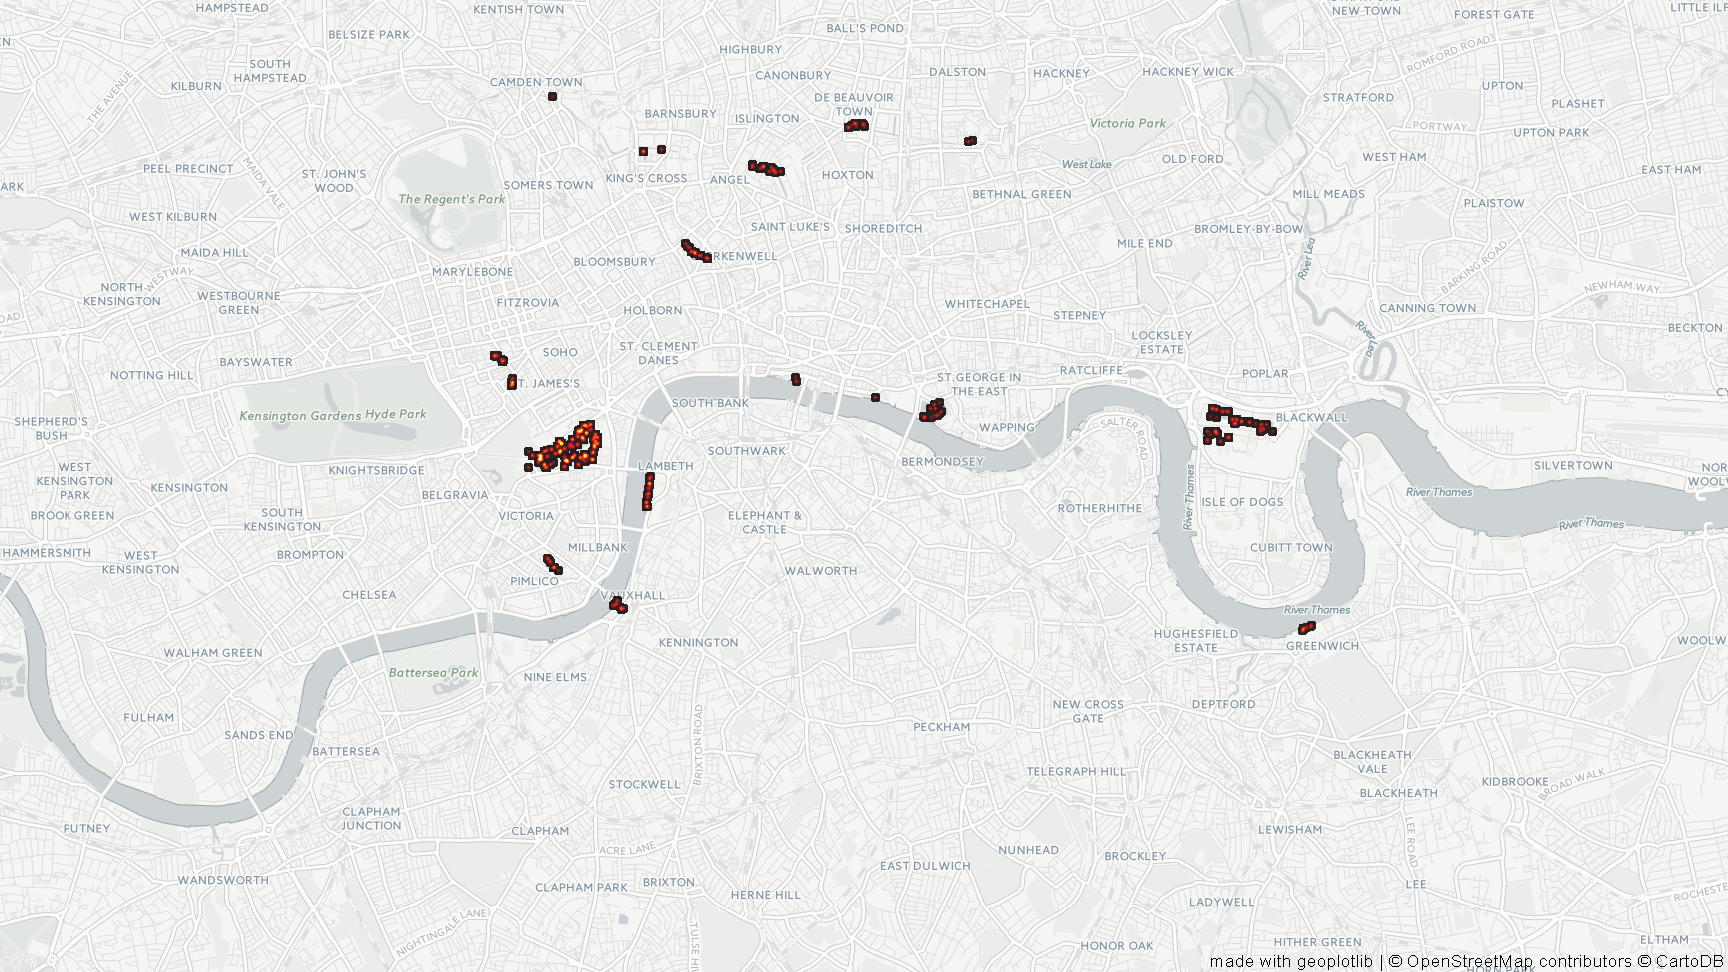 HAMPSTEAD
KENTISH TOWN
NEW TOWN
FOREST GATE
LITTLE ILF
BELSIZE PARK
BALL'S POND
HIGHBURY
ROMFORD ROAD
SOUTH
HAMPSTEAD
THE AVENUE
KILBURN
CAMDEN TOWN
CANONBURY
DALSTON
HACKNEY
HACKNEY WICK
UPTON
STRATFORD
PLASHET
DE BEAUVOIR
TOWN
BARNSBURY
ISLINGTON
Victoria Park
PORTWAY
UPTON PARK
PEEL PRECINCT
MAIDA VALE
ST. JOHN'S
WOOD
SOMERS TOWN
KING'S CROSS
ANGEL
HOXTON
West Lake
OLD FORD
WEST HAM
EAST HAM
ARK
The Regent's Park
BETHNAL GREEN
MILL MEADS
PLAISTOW
WEST KILBURN
SAINT LUKE'S
SHOREDITCH
BROMLEY-BY-BOW
MILE END
MAIDA HILL
RKENWELL
BLOOMSBURY
MARYLEBONE
River Lea
BARKING ROAD
WESTWAY
NORTH
KENSINGTON
WESTBOURNE
GREEN
FITZROVIA
HOLBORN
WHITECHAPEL
STEPNEY
CANNING TOWN
NEWHAM WAY
BECKTON
OAD
LOCKSLEY
ESTATE
River Lea
ST. CLEMENT
DANES
SOHO
BAYSWATER
NOTTING HILL
T. JAMES'S
ST.GEORGE IN
THE-EAST
RATCLIFFE
POPLAR
SHEPHERD'S
BUSH
Kensington Gardens
Hyde Park
SOUTH BANK
WAPPING
SALTER ROAD
BLACKWALL
KNIGHTSBRIDGE
LAMBETH
SOUTHWARK
BERMONDSEY
WEST
KENSINGTON
PARK
KENSINGTON
BELGRAVIA
SILVERTOWN
NOR
WOOLW
River Thames
River Thames
BROOK GREEN
SOUTH
KENSINGTON
VICTORIA
ELEPHANT &
CASTLE
ROTHERHITHE
ISLE OF DOGS
River Thames
HAMMERSMITH
WEST
KENSINGTON
BROMPTON
MILLBANK
CUBITT TOWN
PIMLICO
WALWORTH
CHELSEA
VAUXHALL
River Thames
WALHAM GREEN
KENNINGTON
HUGHESFIELD
ESTATE
GREENWICH
WOOLW
Battersea Park
NINE ELMS
FULHAM
SANDS END
BATTERSEA
BRIXTON ROAD
NEW CROSS
GATE
DEPTFORD
PECKHAM
BLACKHEATH
VALE
STOCKWELL
TELEGRAPH HILL
KIDBROOKE
BROAD WALK
BLACKHEATH
CLAPHAM
JUNCTION
FUTNEY
CLAPHAM
ACRE LANE
LEWISHAM
LEE ROAD
NUNHEAD
BROCKLEY
EAST DULWICH
WANDSWORTH
CLAPHAM PARK
BRIXTON
HERNE HILL
LEE
ROCHESTER
LADYWELL
NIGHTINGALE LANE
TULSE HI
HONOR OAK
HITHER GREEN
ELTHAM
made with geoplotlib | © OpenStreetMap contributors © CartoDB